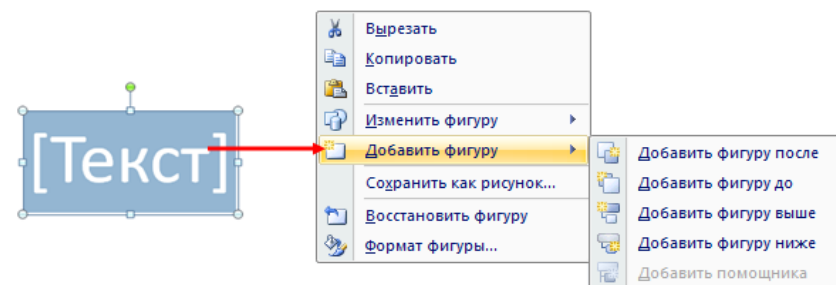 [Текст]
Вырезать
Копировать
Вставить
Изменить фигуру
Добавить фигуру
Сохранить как рисунок...
Восстановить фигуру
Формат фигуры...
Добавить фигуру после
Добавить фигуру до
Добавить фигуру выше
Добавить фигуру ниже
Добавить помощника